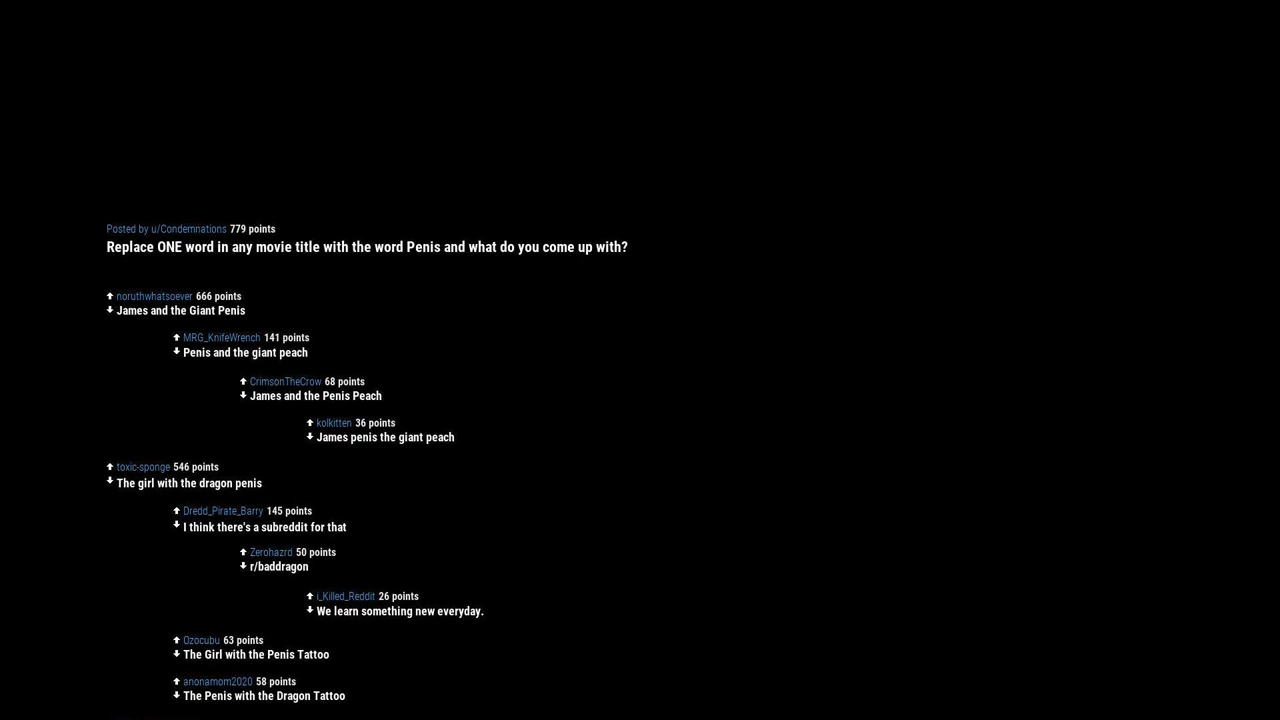 Posted by u/Condemnations 779 points
Replace ONE word in any movie title with the word Penis and what do you come up with?
noruthwhatsoever 666 points
James and the Giant Penis
MRG_KnifeWrench 141 points
Penis and the giant peach
CrimsonTheCrow 68 points
James and the Penis Peach
kolkitten 36 points
James penis the giant peach
toxic-sponge 546 points
The girl with the dragon penis
Dredd_Pirate_Barry 145 points
I think there's a subreddit for that
Zerohazrd 50 points
r/baddragon
i_Killed_Reddit 26 points
We learn something new everyday.
Ozocubu 63 points
The Girl with the Penis Tattoo
anonamom2020 58 points
The Penis with the Dragon Tattoo